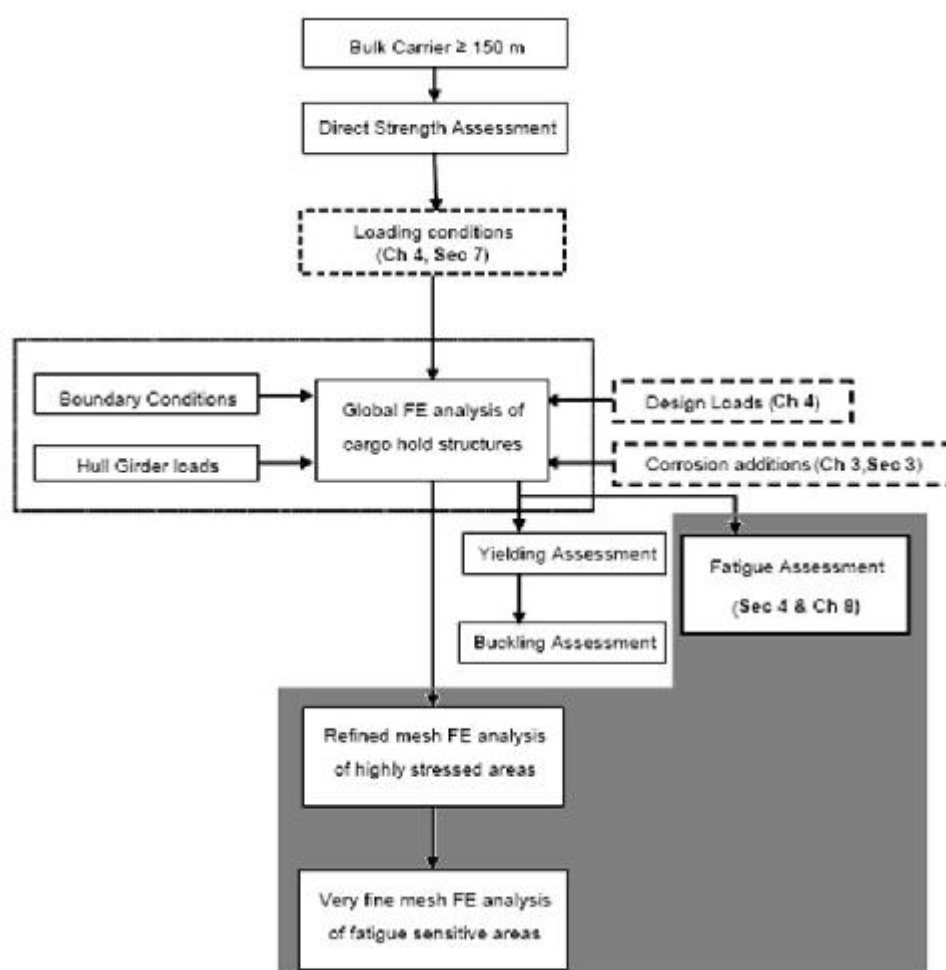 Bulk Carrier ≥ 150 m
Direct Strength Assessment
Loading conditions
(Ch 4, Sec 7)
Boundary Conditions
Hull Girder loads
Global FE analysis of
cargo hold structures
Design Loads (Ch 4)
Corrosion additions (Ch 3,Sec 3)
Yielding Assessment
Buckling Assessment
Fatigue Assessment
(Sec 4 & Ch 8)
Refined mesh FE analysis
of highly stressed areas
Very fine mesh FE analysis
of fatigue sensitive areas